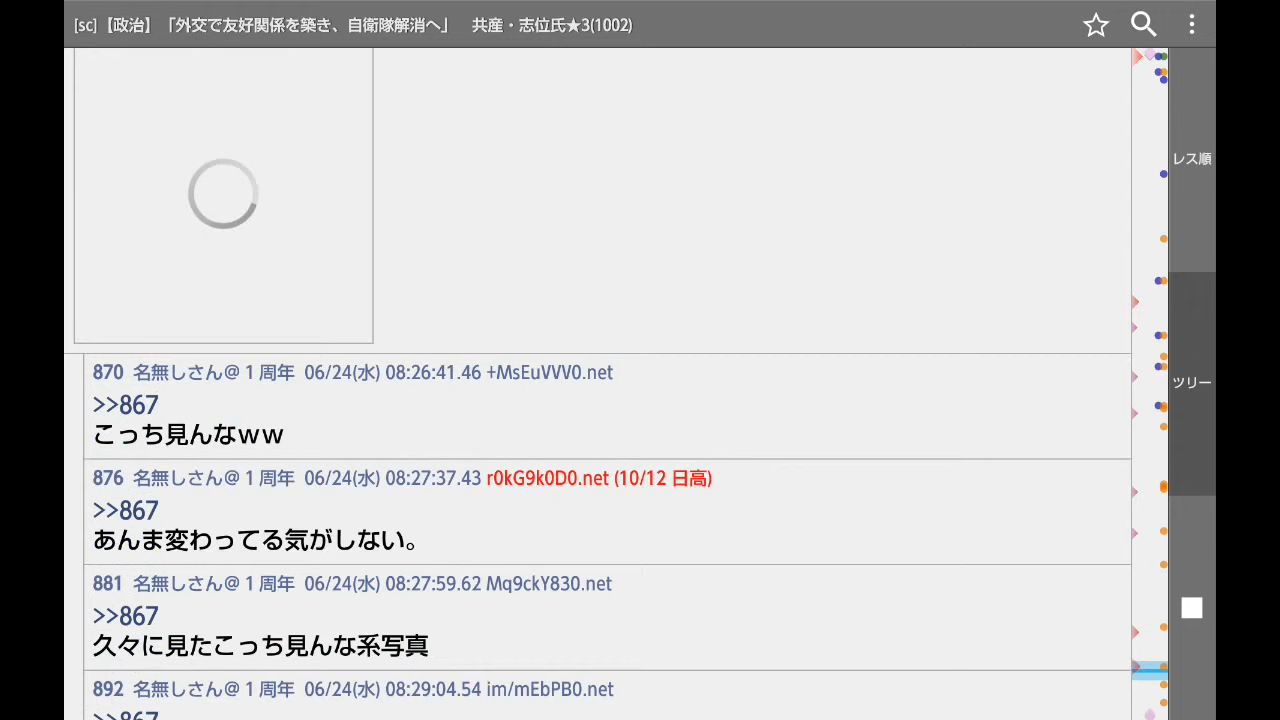 [sc]【政治】「外交で友好関係を築き、自衛隊解消へ」 共産・志位氏★3(1002)
レス順
870 名無しさん＠１周年 06/24(水) 08:26:41.46 +MsEuVVV0.net
>>867
こっち見んなｗｗ
ツリー
876 名無しさん＠１周年 06/24(水) 08:27:37.43 r0kG9k0D0.net (10/12 日高)
>>867
あんま変わってる気がしない。
881 名無しさん＠１周年 06/24(水) 08:27:59.62 Mq9ckY830.net
>>867
久々に見たこっち見んな系写真
892 名無しさん＠１周年 06/24(水) 08:29:04.54 im/mEbPB0.net
>>867